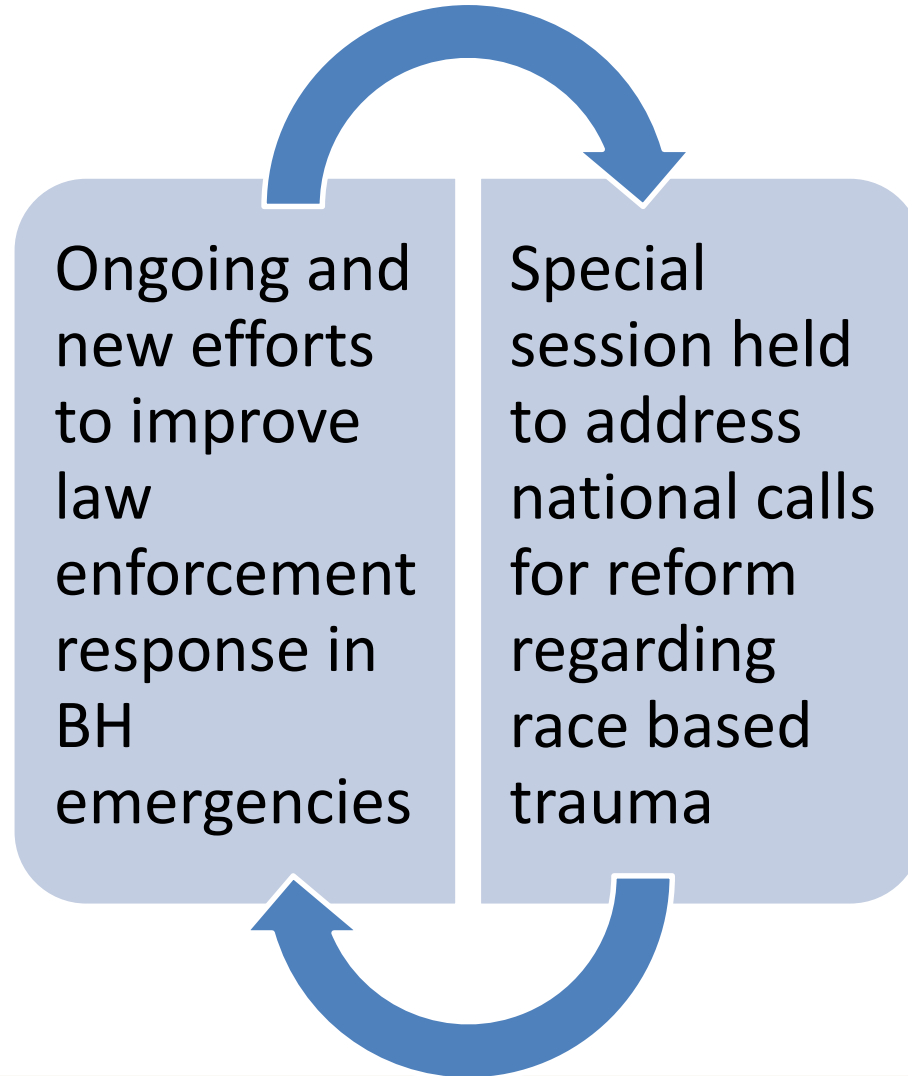 Ongoing and
new efforts
to improve
law
enforcement
response in
BH
emergencies
Special
session held
to address
national calls
for reform
regarding
race based
trauma